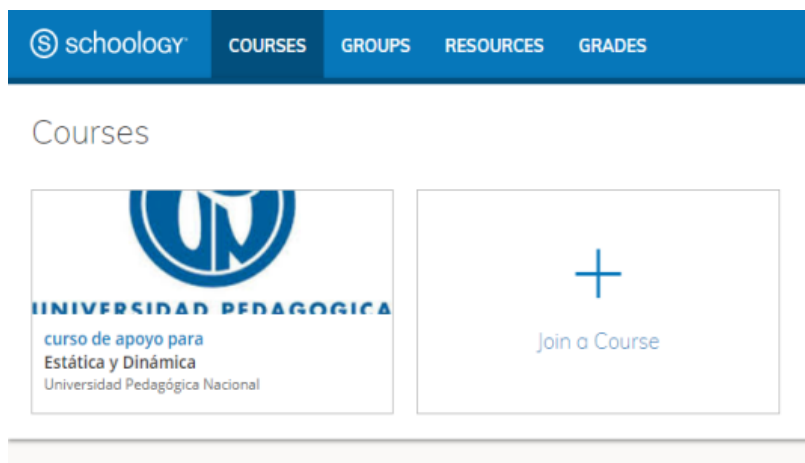 schoology COURSES GROUPS RESOURCES GRADES
Courses
UNIVERSIDAD PEDAGOGICA
curso de apoyo para
Estática y Dinámica
Universidad Pedagógica Nacional
Join a Course